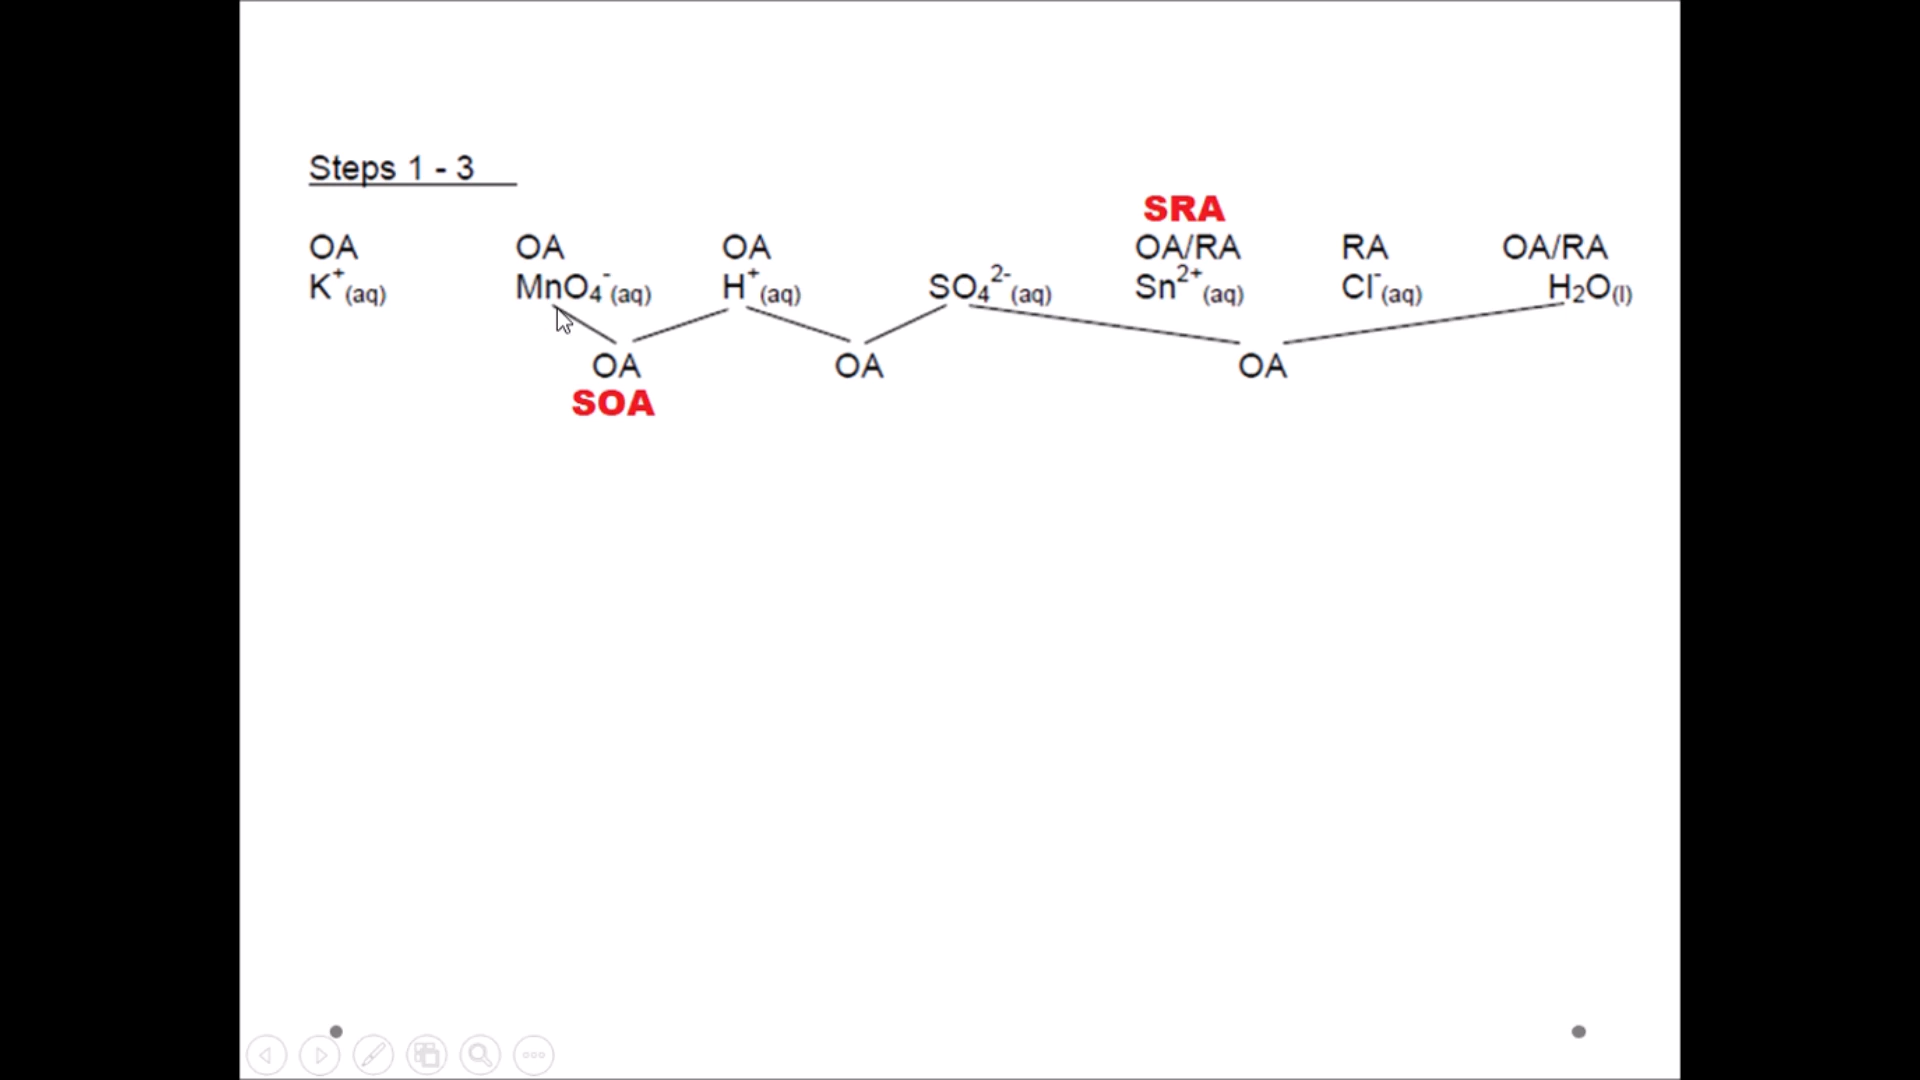 Steps 1 - 3
SRA
OA OA OA OA/RA RA OA/RA
K⁺(aq) MnO₄⁻(aq) H⁺(aq) SO₄²⁻(aq) Sn²⁺(aq) Cl⁻(aq) H₂O(l)
OA OA OA
SOA